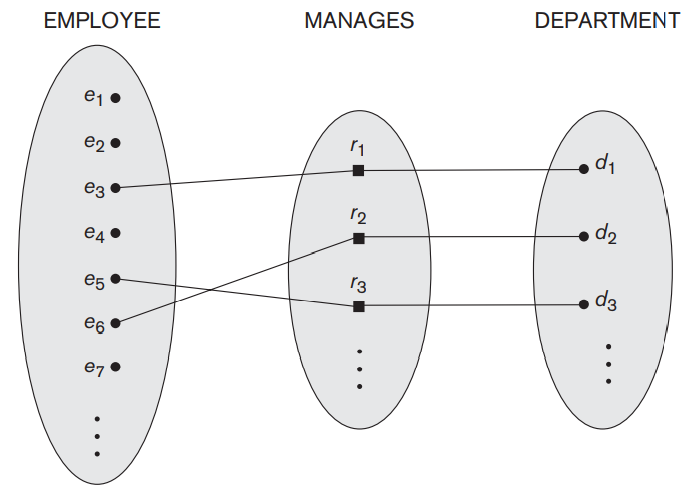 EMPLOYEE MANAGES DEPARTMENT
e1
e2
e3
e4
e5
e6
e7
r1
r2
r3
d1
d2
d3